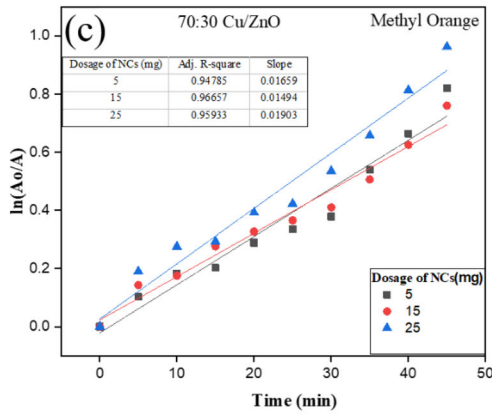 (c)
70:30 Cu/ZnO
Methyl Orange
Dosage of NCs (mg) Adj. R-square Slope
5 0.94785 0.01659
15 0.96657 0.01494
25 0.95933 0.01903
ln(Ao/A)
1.0
0.8
0.6
0.4
0.2
0.0
Dosage of NCs(mg)
5
15
25
0 10 20 30 40 50
Time (min)